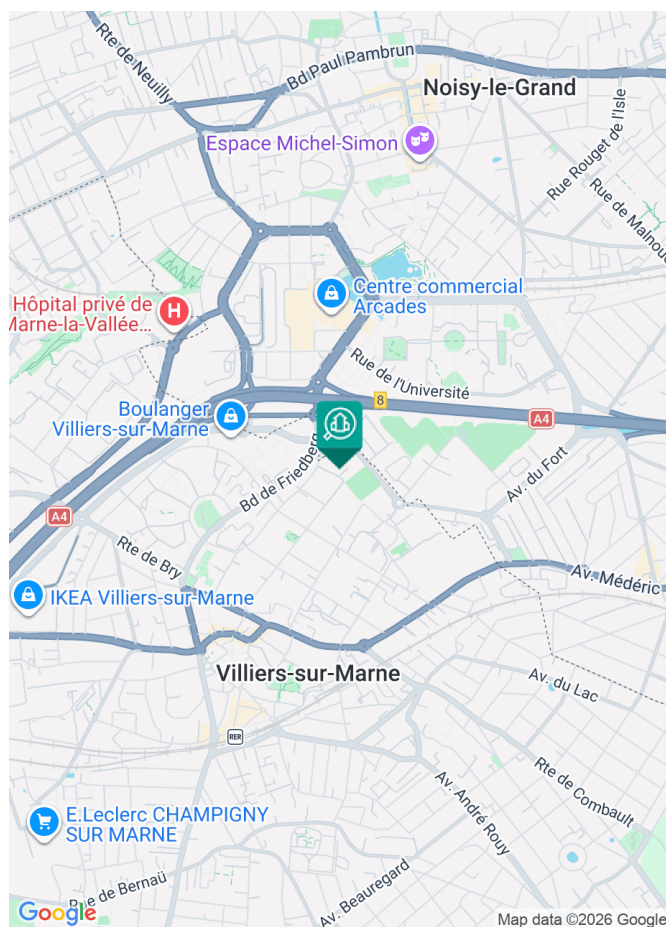 Rte de Neuilly
Bd Paul Pambrun
Noisy-le-Grand
Espace Michel-Simon
Rue Rouget de l'Isle
Rue de Malnoue
Centre commercial
Arcades
Hôpital privé de
Marne-la-Vallée...
H
Rue de l'Université
8
Boulanger
Villiers-sur-Marne
A4
Bd de Friedberg
Av. du Fort
A4
Rte de Bry
Av. Médéric
IKEA Villiers-sur-Marne
Villiers-sur-Marne
Av. du Lac
RER
Rte de Combault
Av. André Rouy
E.Leclerc CHAMPIGNY
SUR MARNE
Rue de Bernaü
Av. Beauregard
Google
Map data ©2026 Google